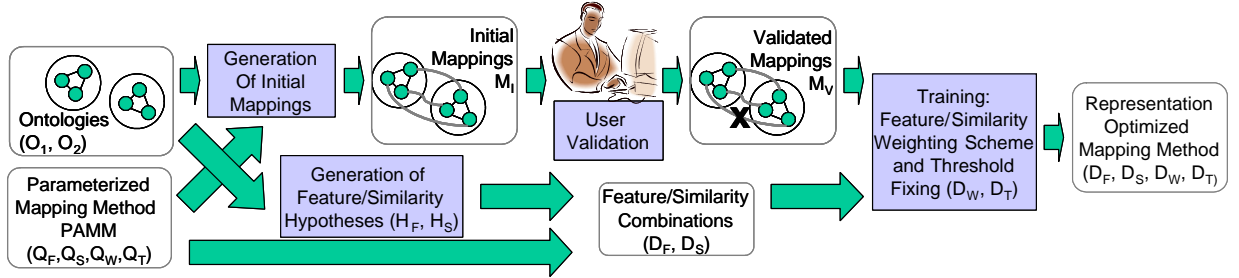 Ontologies
(O1, O2)
Parameterized
Mapping Method
PAMM
(QF,QS,QW,QT)
Generation
Of Initial
Mappings
Generation of
Feature/Similarity
Hypotheses (HF, HS)
Initial
Mappings
MI
User
Validation
Validated
Mappings
MV
X
Feature/Similarity
Combinations
(DF, DS)
Training:
Feature/Similarity
Weighting Scheme
and Threshold
Fixing (DW, DT)
Representation
Optimized
Mapping Method
(DF, DS, DW, DT)